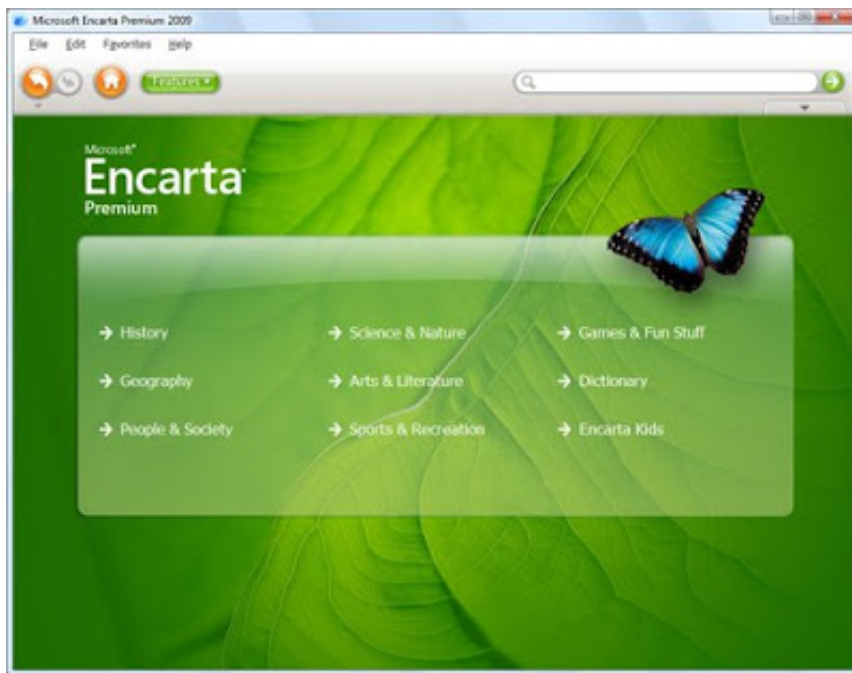 Microsoft Encarta Premium 2009
File Edit Favorites Help
Features
Microsoft®
Encarta
Premium
History Science & Nature Games & Fun Stuff
Geography Arts & Literature Dictionary
People & Society Sports & Recreation Encarta Kids